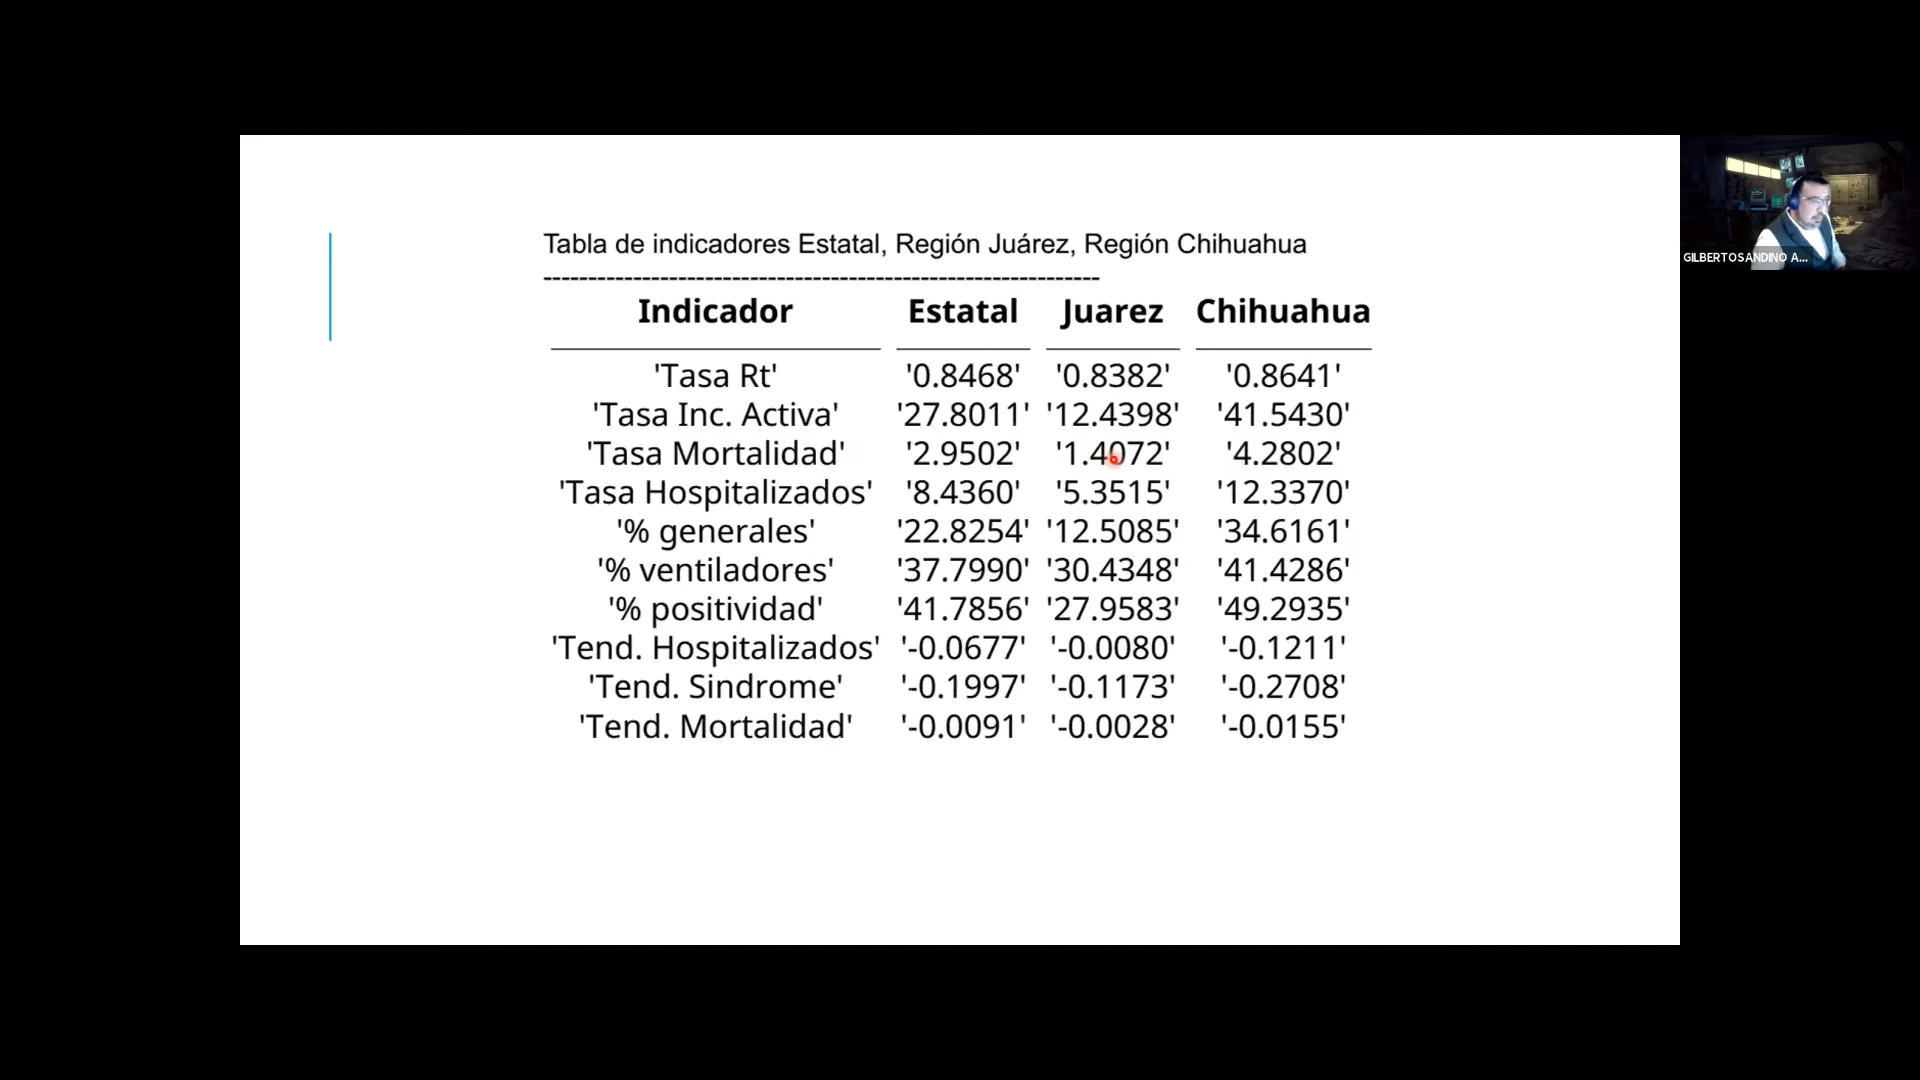 Tabla de indicadores Estatal, Región Juárez, Región Chihuahua
--------------------------------------------------------------
Indicador Estatal Juarez Chihuahua
'Tasa Rt' '0.8468' '0.8382' '0.8641'
'Tasa Inc. Activa' '27.8011' '12.4398' '41.5430'
'Tasa Mortalidad' '2.9502' '1.4072' '4.2802'
'Tasa Hospitalizados' '8.4360' '5.3515' '12.3370'
'% generales' '22.8254' '12.5085' '34.6161'
'% ventiladores' '37.7990' '30.4348' '41.4286'
'% positividad' '41.7856' '27.9583' '49.2935'
'Tend. Hospitalizados' '-0.0677' '-0.0080' '-0.1211'
'Tend. Sindrome' '-0.1997' '-0.1173' '-0.2708'
'Tend. Mortalidad' '-0.0091' '-0.0028' '-0.0155'
GILBERTO SANDINO A...